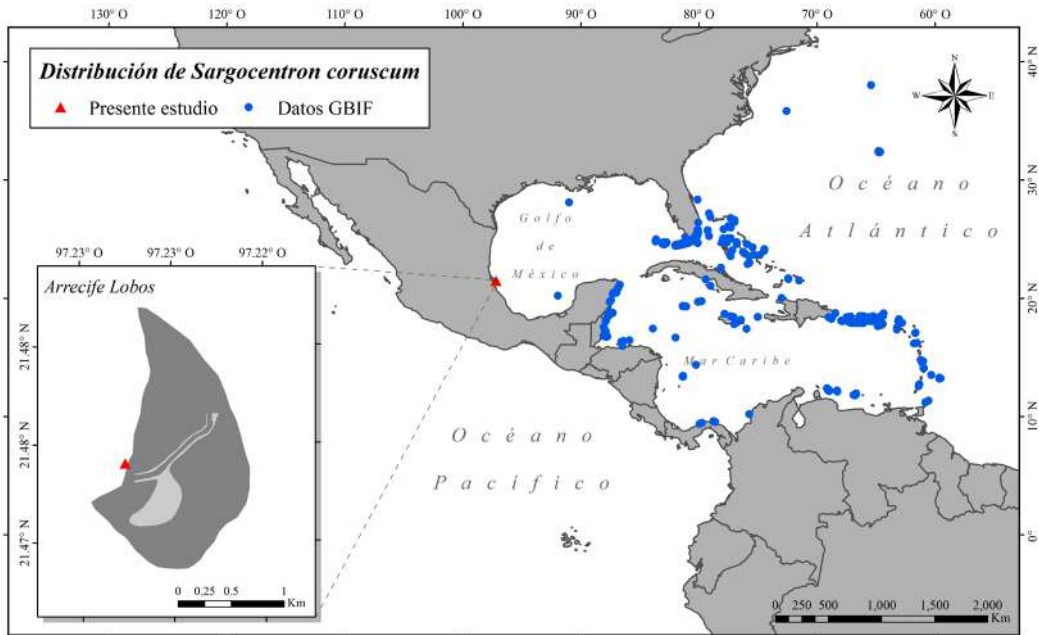 130° O 120° O 110° O 100° O 90° O 80° O 70° O 60° O
Distribución de Sargocentron coruscum
Presente estudio Datos GBIF
N
W E
S
40° N
30° N
20° N
10° N
0°
Océano
Atlántico
Golfo
de
México
Mar Caribe
Océano
Pacífico
97.23° O 97.23° O 97.22° O
Arrecife Lobos
21.48° N
21.48° N
21.47° N
0 0,25 0.5 1
Km
0 250 500 1,000 1,500 2,000
Km